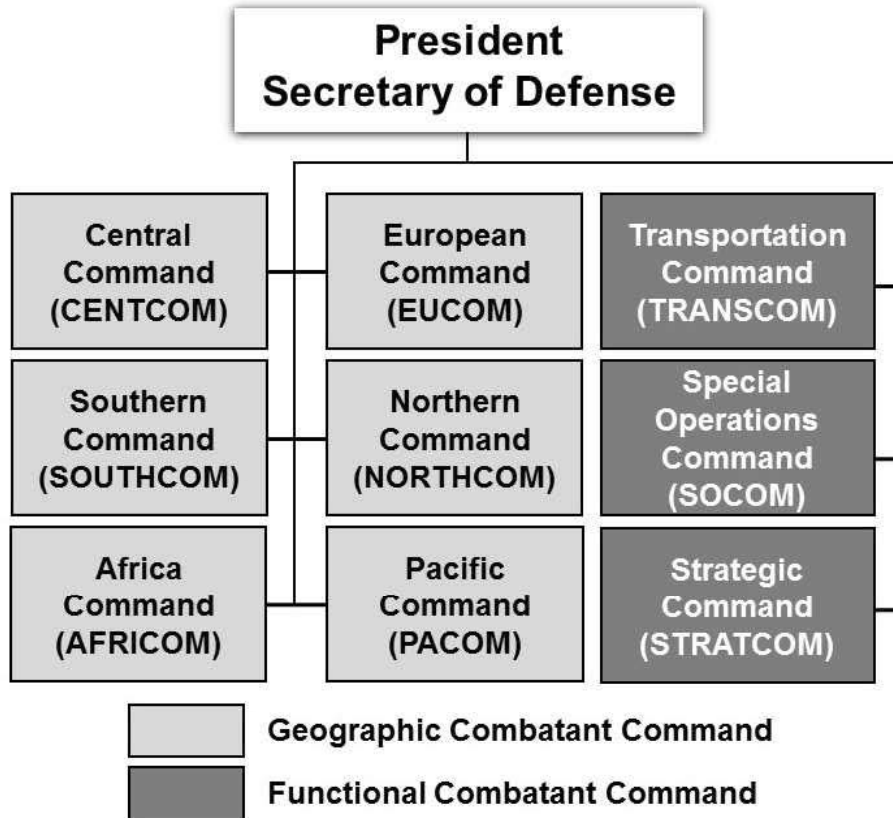 President
Secretary of Defense
Central
Command
(CENTCOM)
European
Command
(EUCOM)
Transportation
Command
(TRANSCOM)
Southern
Command
(SOUTHCOM)
Northern
Command
(NORTHCOM)
Special
Operations
Command
(SOCOM)
Africa
Command
(AFRICOM)
Pacific
Command
(PACOM)
Strategic
Command
(STRATCOM)
Geographic Combatant Command
Functional Combatant Command